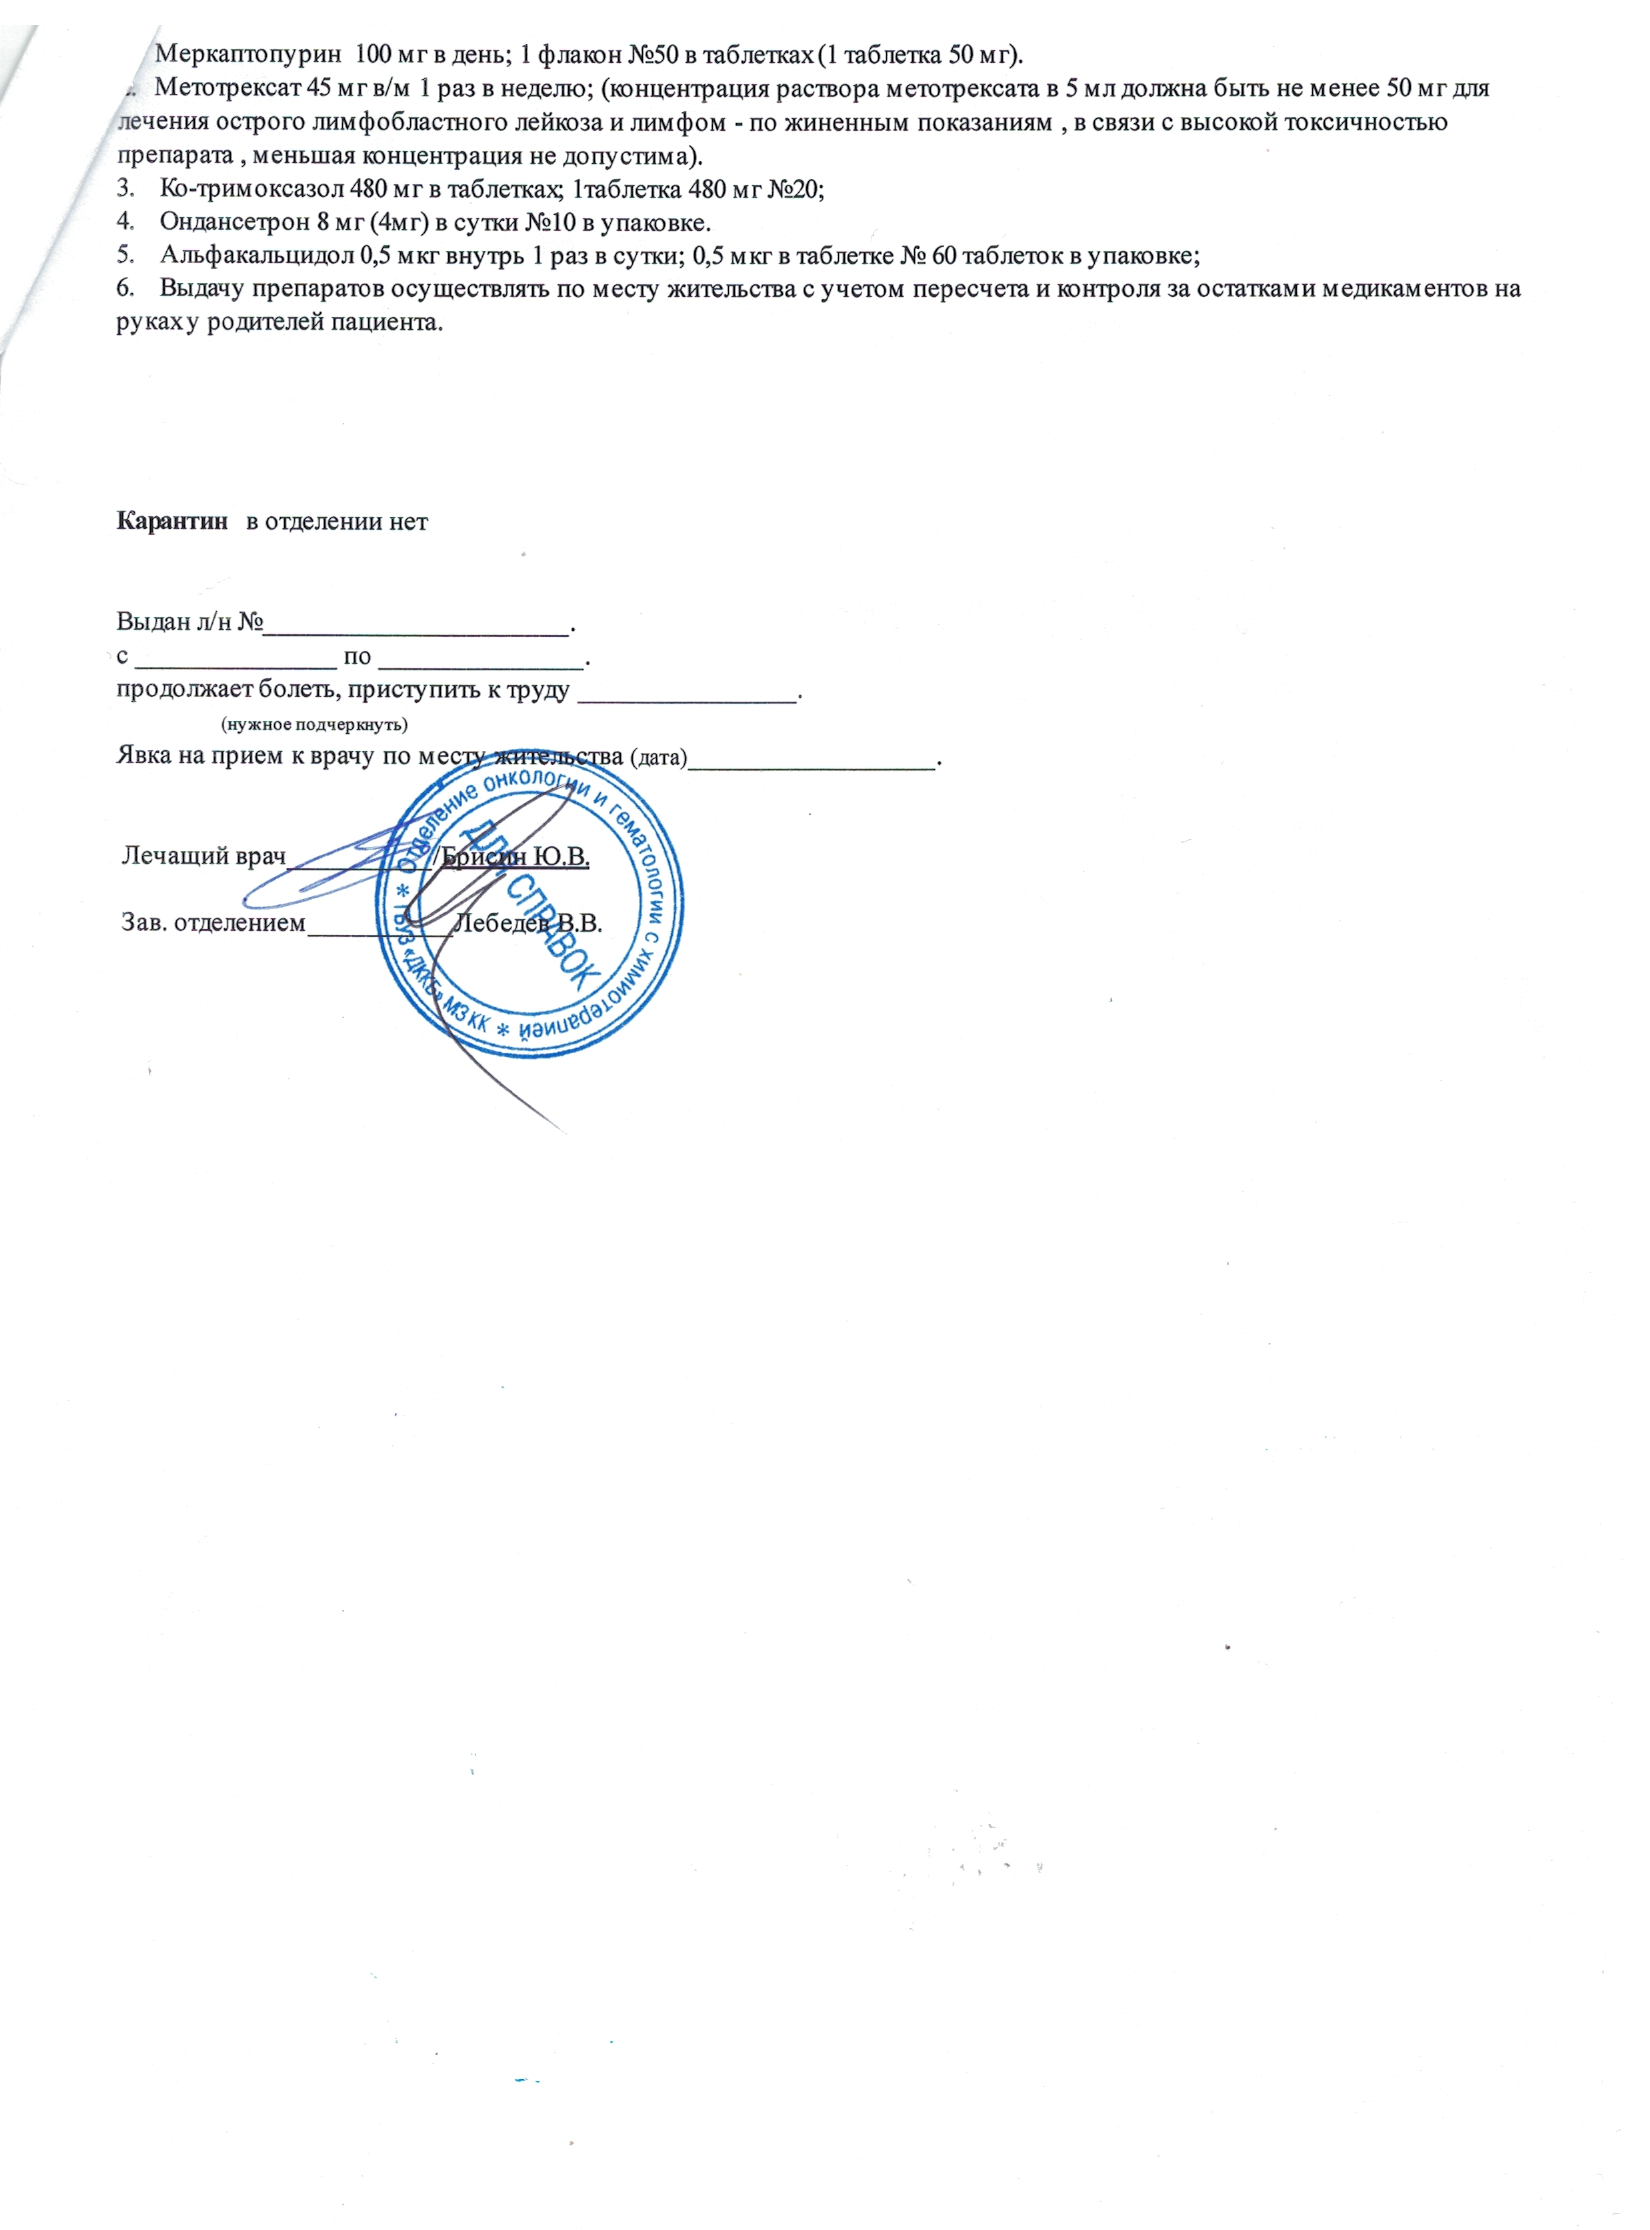 Меркаптопурин 100 мг в день; 1 флакон №50 в таблетках (1 таблетка 50 мг).
Метотрексат 45 мг в/м 1 раз в неделю; (концентрация раствора метотрексата в 5 мл должна быть не менее 50 мг для
лечения острого лимфобластного лейкоза и лимфом - по жиненным показаниям , в связи с высокой токсичностью
препарата , меньшая концентрация не допустима).
3. Ко-тримоксазол 480 мг в таблетках; 1таблетка 480 мг №20;
4. Ондансетрон 8 мг (4мг) в сутки №10 в упаковке.
5. Альфакальцидол 0,5 мкг внутрь 1 раз в сутки; 0,5 мкг в таблетке № 60 таблеток в упаковке;
6. Выдачу препаратов осуществлять по месту жительства с учетом пересчета и контроля за остатками медикаментов на
руках у родителей пациента.
Карантин в отделении нет
Выдан л/н №______________________.
с _______________ по _______________.
продолжает болеть, приступить к труду ________________.
(нужное подчеркнуть)
Явка на прием к врачу по месту жительства (дата)__________________.
Лечащий врач___________/Брисин Ю.В.
Зав. отделением___________Лебедев В.В.
* Отделение онкологии и гематологии с химиотерапией * ГБУЗ «ДККБ» МЗ КК
ДЛЯ СПРАВОК